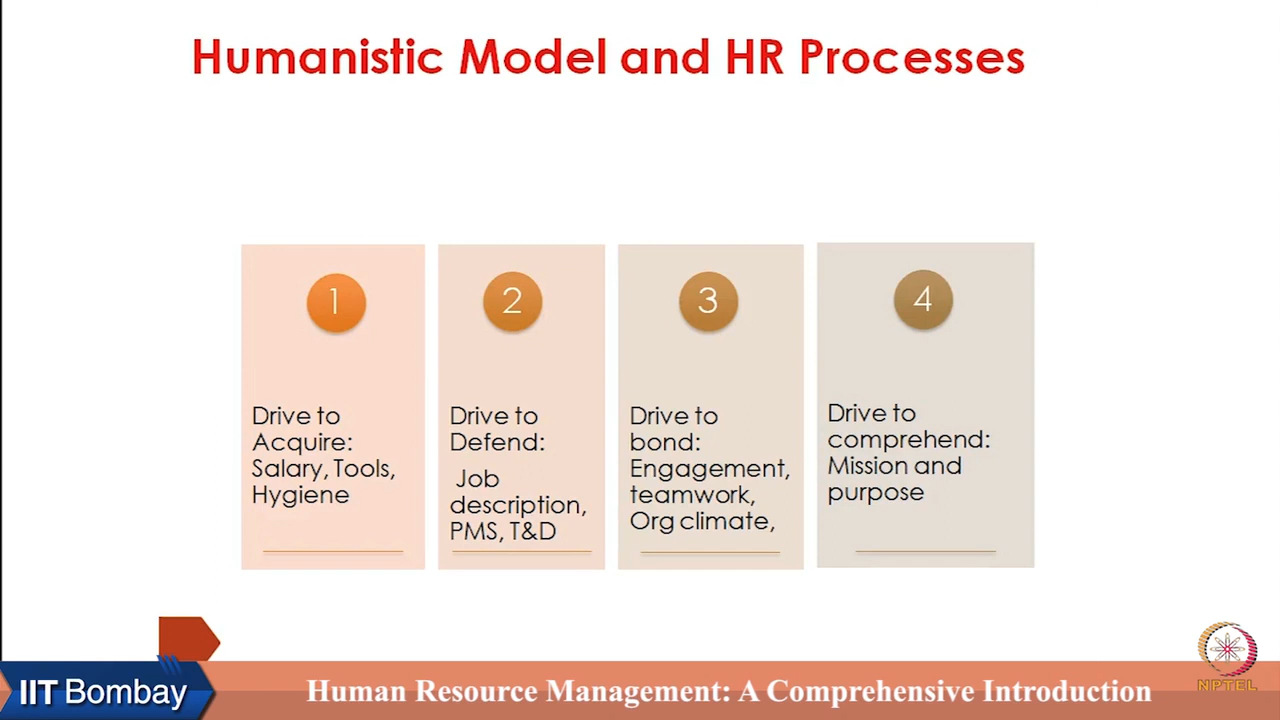 Humanistic Model and HR Processes
1
Drive to
Acquire:
Salary, Tools,
Hygiene
2
Drive to
Defend:
Job
description,
PMS, T&D
3
Drive to
bond:
Engagement,
teamwork,
Org climate,
4
Drive to
comprehend:
Mission and
purpose
IIT Bombay
Human Resource Management: A Comprehensive Introduction
NPTEL